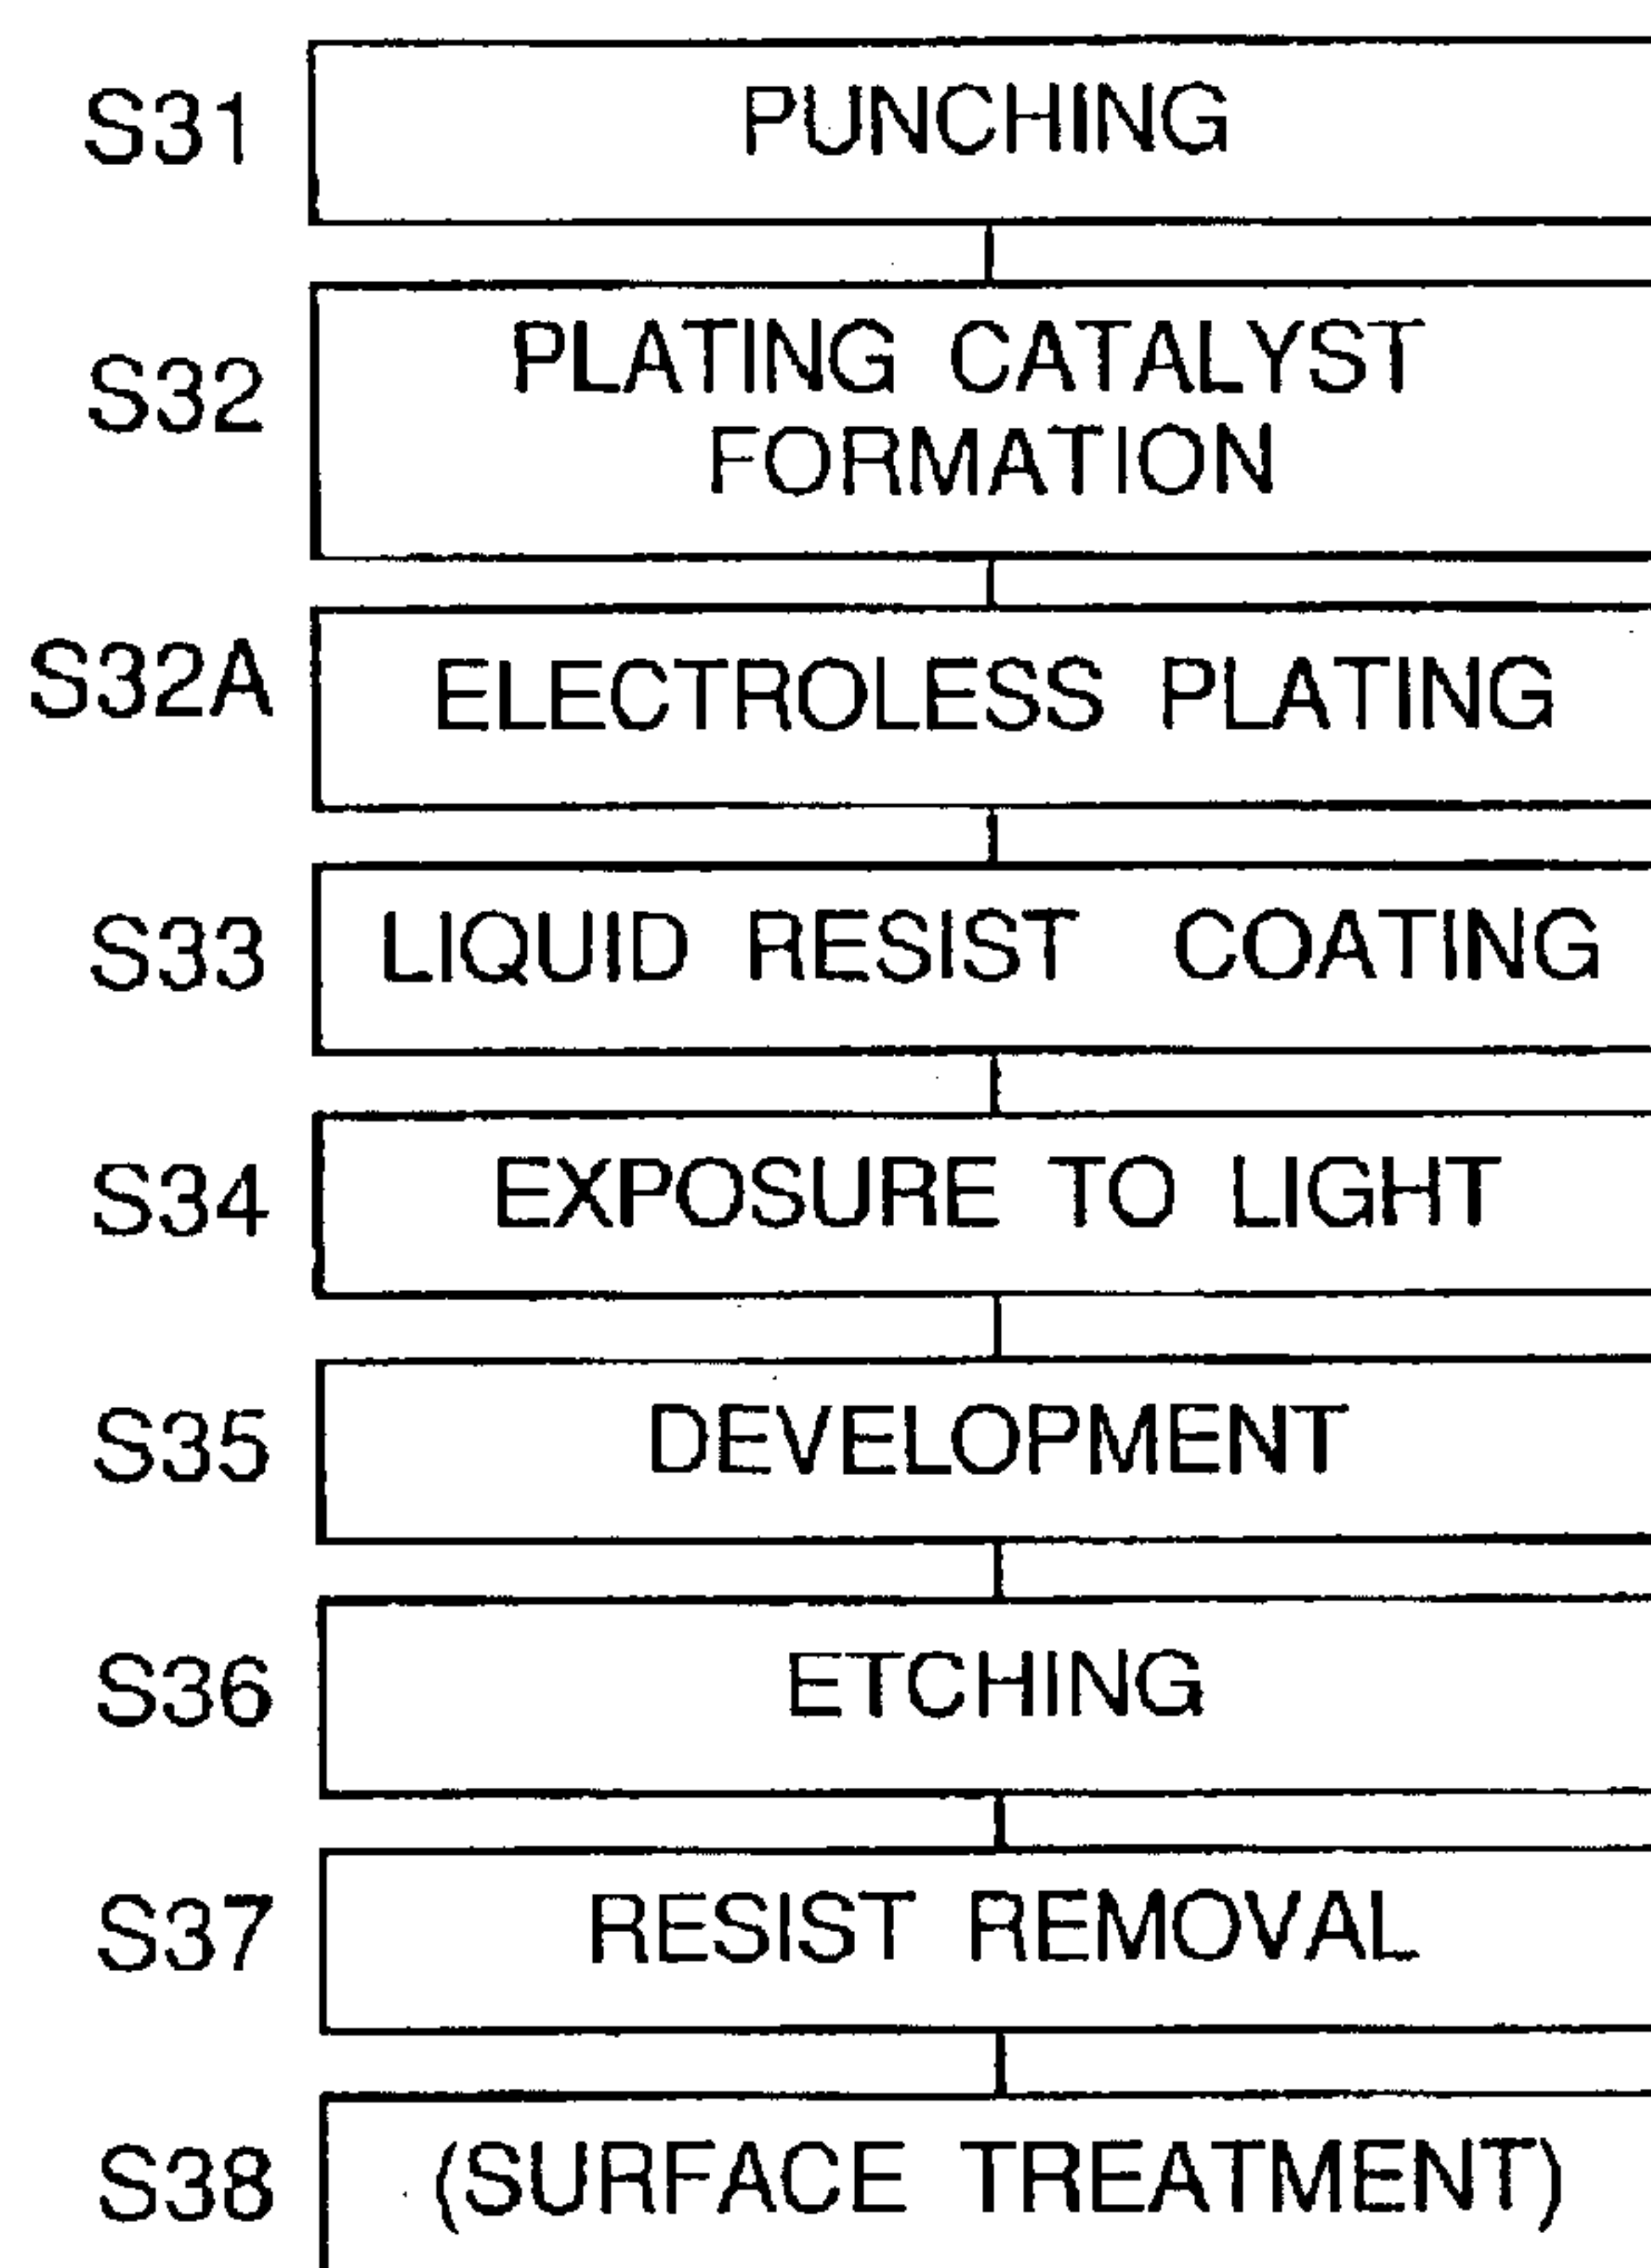 S31 PUNCHING
S32 PLATING CATALYST
FORMATION
S32A ELECTROLESS PLATING
S33 LIQUID RESIST COATING
S34 EXPOSURE TO LIGHT
S35 DEVELOPMENT
S36 ETCHING
S37 RESIST REMOVAL
S38 (SURFACE TREATMENT)